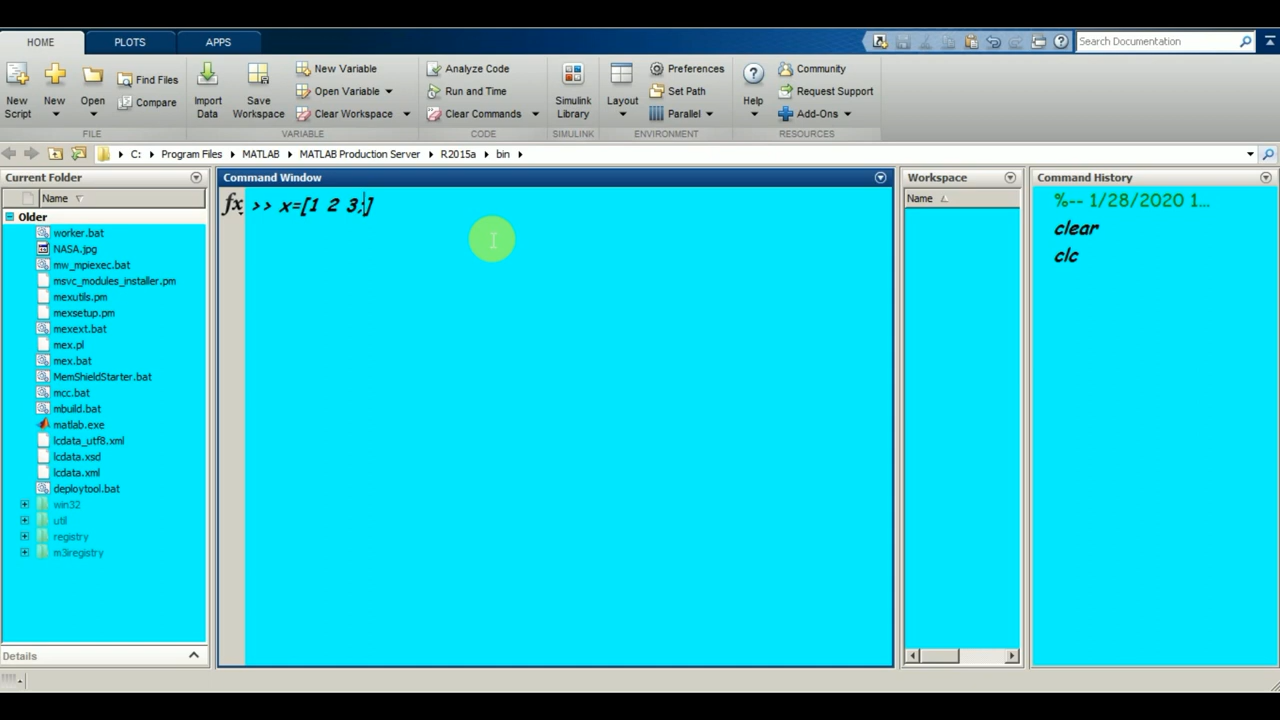 HOME PLOTS APPS
Search Documentation
New Script
New
Open
Find Files
Compare
FILE
Import Data
Save Workspace
New Variable
Open Variable
Clear Workspace
VARIABLE
Analyze Code
Run and Time
Clear Commands
CODE
Simulink Library
SIMULINK
Layout
Preferences
Set Path
Parallel
ENVIRONMENT
Help
Community
Request Support
Add-Ons
RESOURCES
C: Program Files MATLAB MATLAB Production Server R2015a bin
Current Folder
Name
Older
worker.bat
NASA.jpg
mw_mpiexec.bat
msvc_modules_installer.pm
mexutils.pm
mexsetup.pm
mexext.bat
mex.pl
mex.bat
MemShieldStarter.bat
mcc.bat
mbuild.bat
matlab.exe
lcdata_utf8.xml
lcdata.xsd
lcdata.xml
deploytool.bat
win32
util
registry
m3iregistry
Details
Command Window
fx >> x=[1 2 3;]
Workspace
Name
Command History
%-- 1/28/2020 1...
clear
clc